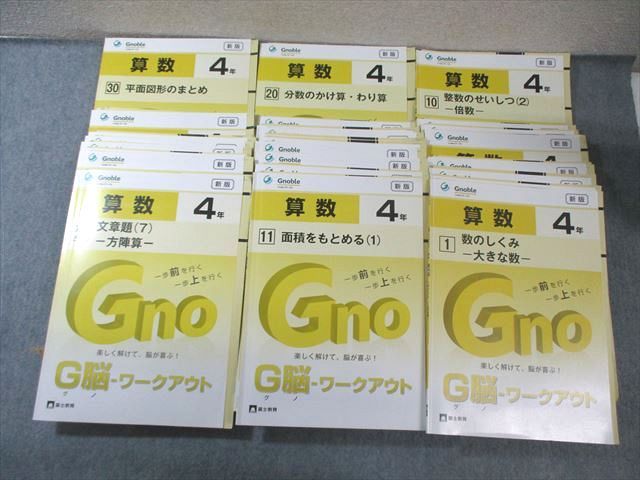 Gnoble
新版
算数 4年
30 平面図形のまとめ
Gnoble
新版
算数 4年
20 分数のかけ算・わり算
Gnoble
新版
算数 4年
10 整数のせいしつ(2)
ー倍数ー
Gnoble
新版
算数 4年
文章題(7)
ー方陣算ー
一歩前を行く
一歩上を行く
Gno
楽しく解けて、脳が喜ぶ!
G脳-ワークアウト
グノ
富士教育
Gnoble
新版
算数 4年
11 面積をもとめる(1)
一歩前を行く
一歩上を行く
Gno
楽しく解けて、脳が喜ぶ!
G脳-ワークアウト
グノ
富士教育
Gnoble
新版
算数 4年
1 数のしくみ
ー大きな数ー
一歩前を行く
一歩上を行く
Gno
楽しく解けて、脳が喜ぶ!
G脳-ワークアウト
グノ
富士教育